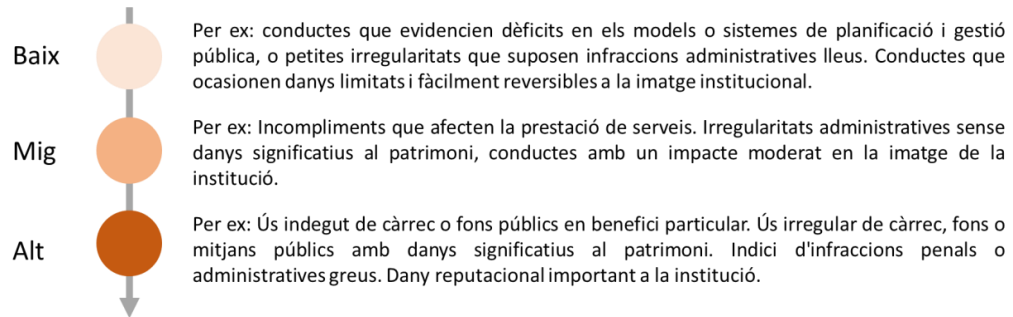 Baix
Per ex: conductes que evidencien dèficits en els models o sistemes de planificació i gestió
pública, o petites irregularitats que suposen infraccions administratives lleus. Conductes que
ocasionen danys limitats i fàcilment reversibles a la imatge institucional.
Mig
Per ex: Incompliments que afecten la prestació de serveis. Irregularitats administratives sense
danys significatius al patrimoni, conductes amb un impacte moderat en la imatge de la
institució.
Alt
Per ex: Ús indegut de càrrec o fons públics en benefici particular. Ús irregular de càrrec, fons o
mitjans públics amb danys significatius al patrimoni. Indici d'infraccions penals o
administratives greus. Dany reputacional important a la institució.